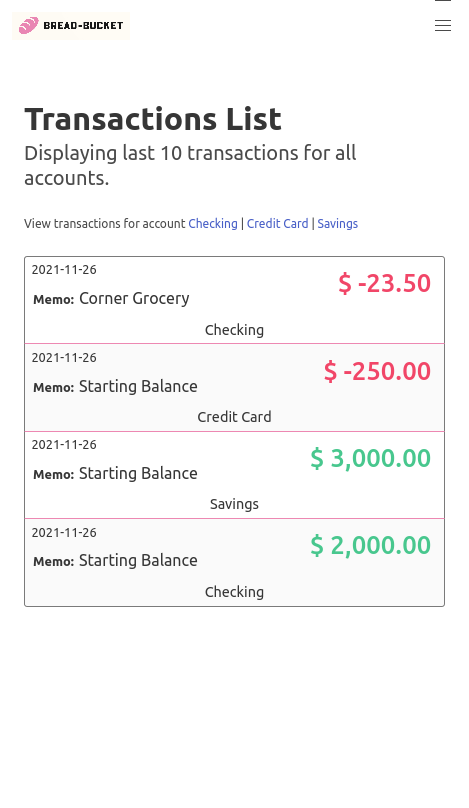 BREAD-BUCKET
Transactions List
Displaying last 10 transactions for all
accounts.
View transactions for account Checking | Credit Card | Savings
2021-11-26
$ -23.50
Memo: Corner Grocery
Checking
2021-11-26
$ -250.00
Memo: Starting Balance
Credit Card
2021-11-26
$ 3,000.00
Memo: Starting Balance
Savings
2021-11-26
$ 2,000.00
Memo: Starting Balance
Checking